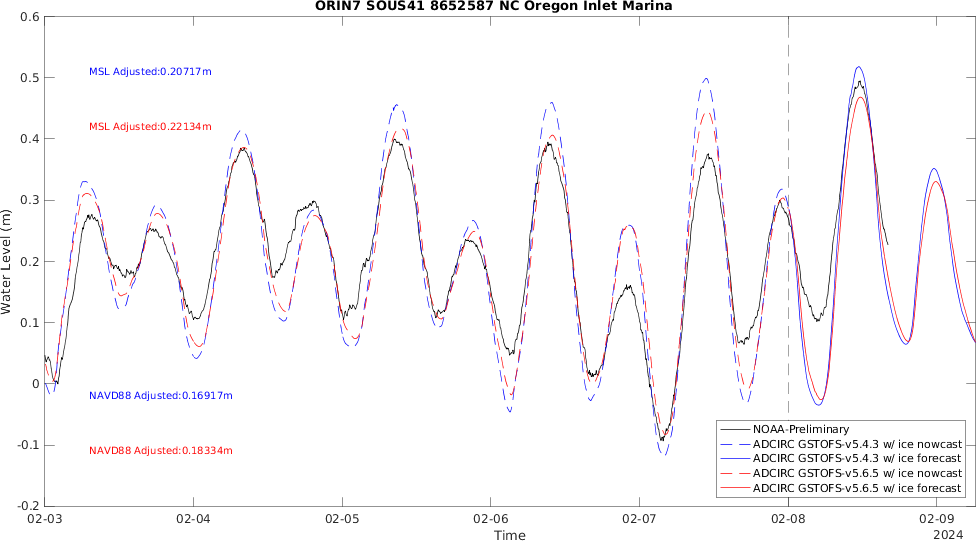 ORIN7 SOUS41 8652587 NC Oregon Inlet Marina
0.6
0.5
0.4
0.3
0.2
0.1
0
-0.1
-0.2
Water Level (m)
MSL Adjusted:0.20717m
MSL Adjusted:0.22134m
NAVD88 Adjusted:0.16917m
NAVD88 Adjusted:0.18334m
NOAA-Preliminary
ADCIRC GSTOFS-v5.4.3 w/ ice nowcast
ADCIRC GSTOFS-v5.4.3 w/ ice forecast
ADCIRC GSTOFS-v5.6.5 w/ ice nowcast
ADCIRC GSTOFS-v5.6.5 w/ ice forecast
02-03 02-04 02-05 02-06 02-07 02-08 02-09
Time
2024